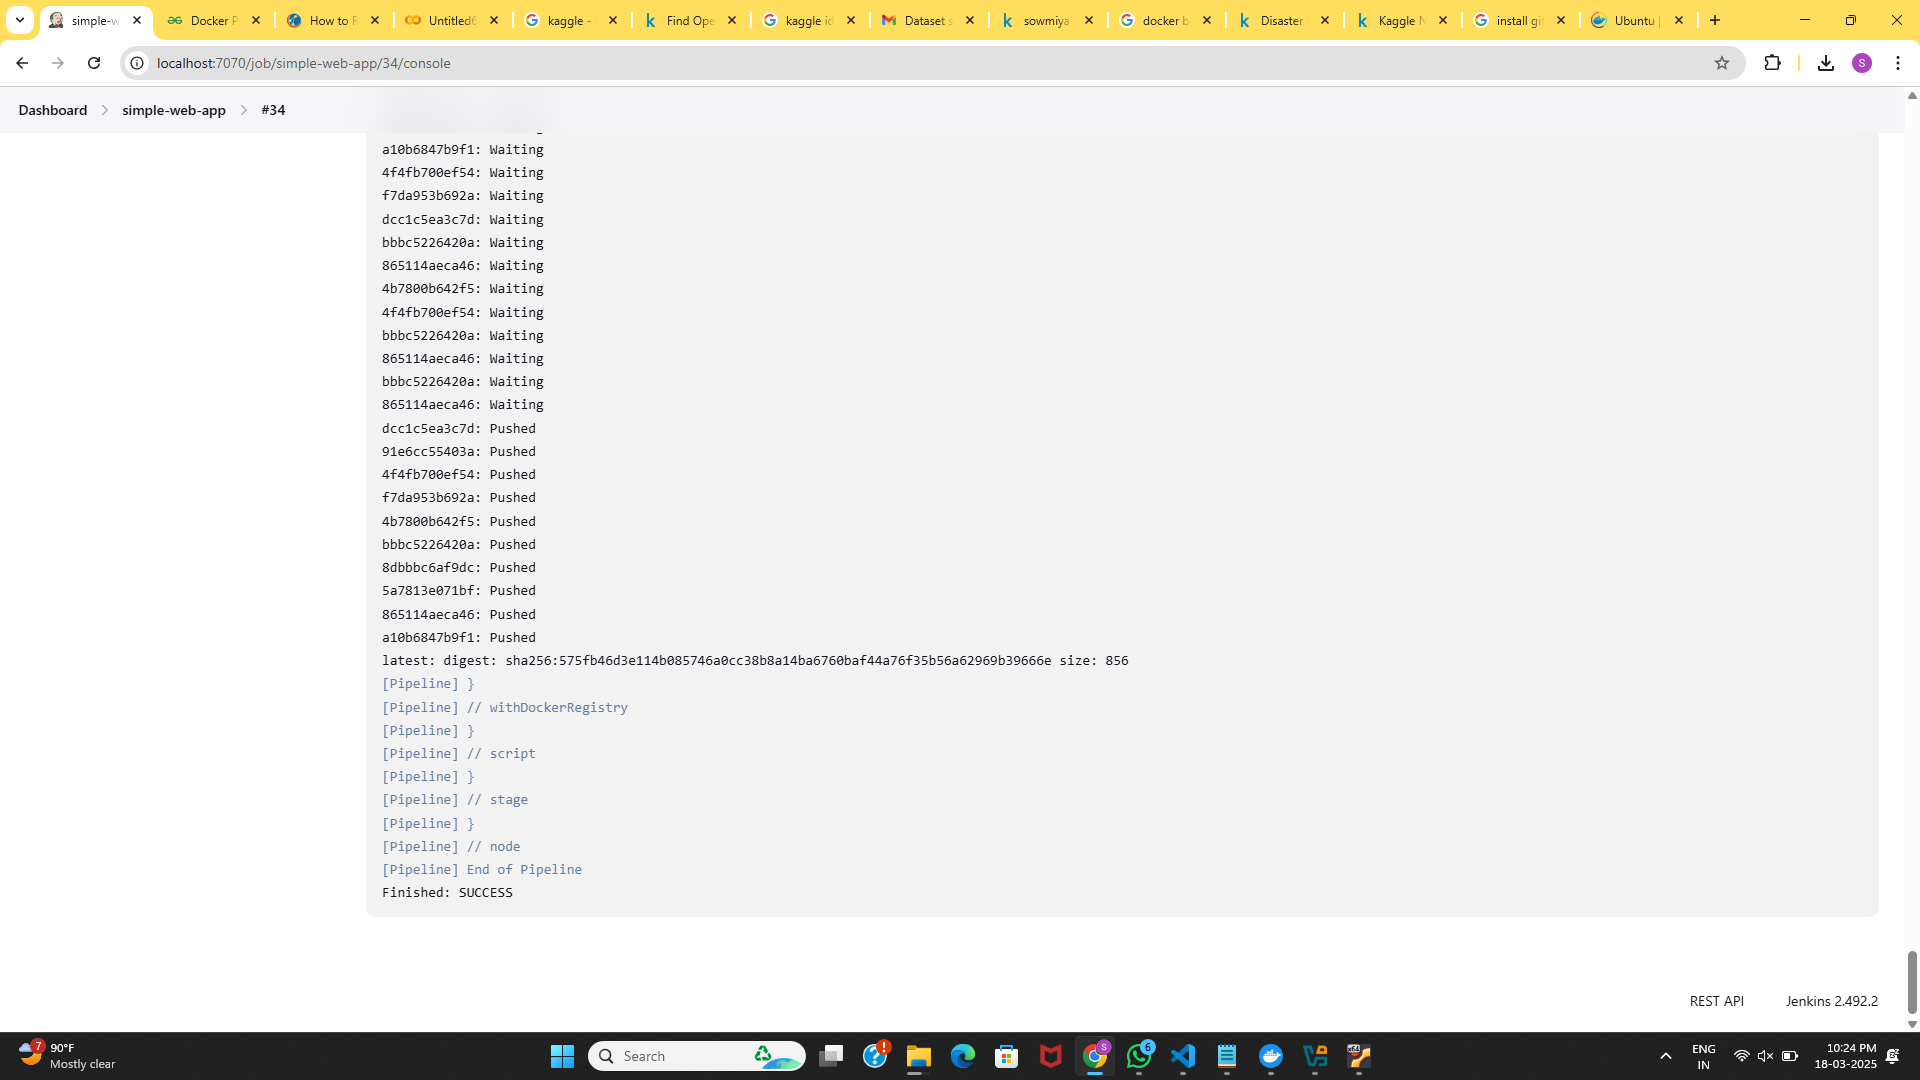 simple-w
Docker P
How to R
Untitled6
kaggle -
Find Ope
kaggle id
Dataset s
sowmiya
docker b
Disaster
Kaggle N
install git
Ubuntu |
localhost:7070/job/simple-web-app/34/console
S
Dashboard
simple-web-app
#34
a10b6847b9f1: Waiting
4f4fb700ef54: Waiting
f7da953b692a: Waiting
dcc1c5ea3c7d: Waiting
bbbc5226420a: Waiting
865114aeca46: Waiting
4b7800b642f5: Waiting
4f4fb700ef54: Waiting
bbbc5226420a: Waiting
865114aeca46: Waiting
bbbc5226420a: Waiting
865114aeca46: Waiting
dcc1c5ea3c7d: Pushed
91e6cc55403a: Pushed
4f4fb700ef54: Pushed
f7da953b692a: Pushed
4b7800b642f5: Pushed
bbbc5226420a: Pushed
8dbbbc6af9dc: Pushed
5a7813e071bf: Pushed
865114aeca46: Pushed
a10b6847b9f1: Pushed
latest: digest: sha256:575fb46d3e114b085746a0cc38b8a14ba6760baf44a76f35b56a62969b39666e size: 856
[Pipeline] }
[Pipeline] // withDockerRegistry
[Pipeline] }
[Pipeline] // script
[Pipeline] }
[Pipeline] // stage
[Pipeline] }
[Pipeline] // node
[Pipeline] End of Pipeline
Finished: SUCCESS
REST API
Jenkins 2.492.2
7
90°F
Mostly clear
Search
S
6
ENG
IN
10:24 PM
18-03-2025